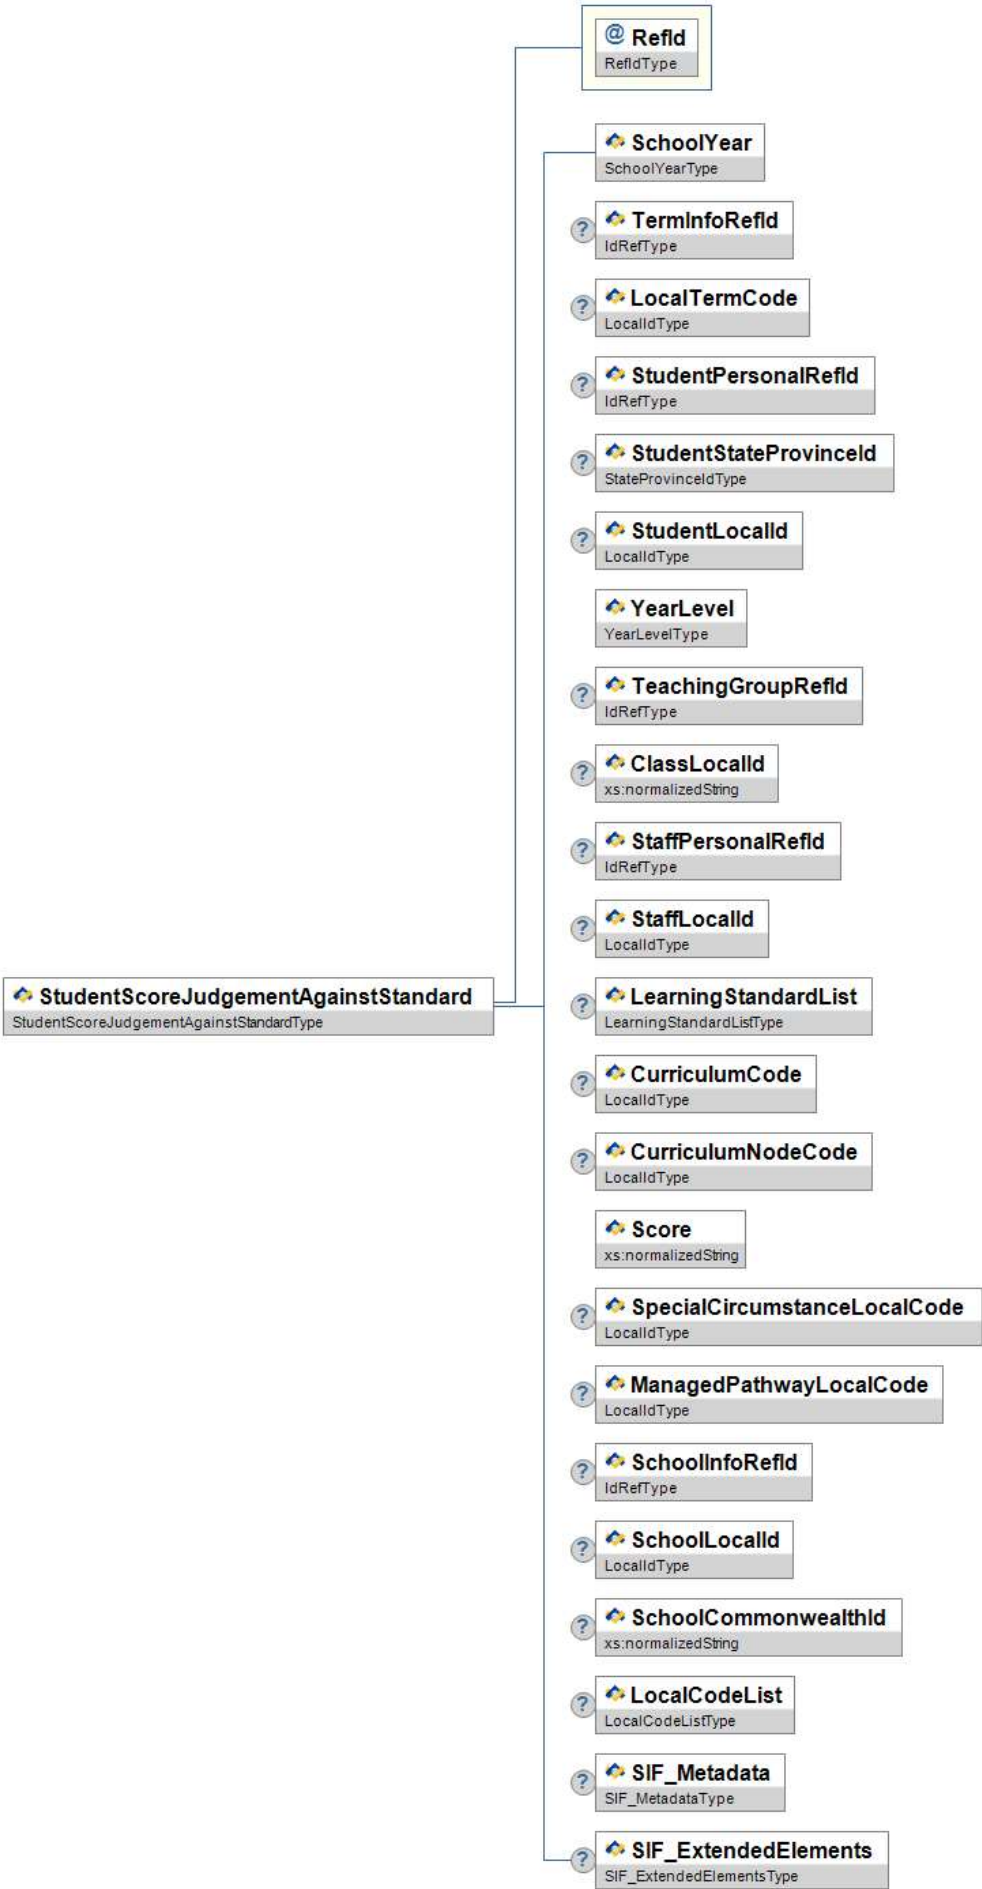 @ RefId
RefIdType
SchoolYear
SchoolYearType
? TermInfoRefId
IdRefType
? LocalTermCode
LocalIdType
? StudentPersonalRefId
IdRefType
? StudentStateProvinceId
StateProvinceIdType
? StudentLocalId
LocalIdType
YearLevel
YearLevelType
? TeachingGroupRefId
IdRefType
? ClassLocalId
xs:normalizedString
? StaffPersonalRefId
IdRefType
? StaffLocalId
LocalIdType
StudentScoreJudgementAgainstStandard
StudentScoreJudgementAgainstStandardType
? LearningStandardList
LearningStandardListType
? CurriculumCode
LocalIdType
? CurriculumNodeCode
LocalIdType
Score
xs:normalizedString
? SpecialCircumstanceLocalCode
LocalIdType
? ManagedPathwayLocalCode
LocalIdType
? SchoolInfoRefId
IdRefType
? SchoolLocalId
LocalIdType
? SchoolCommonwealthId
xs:normalizedString
? LocalCodeList
LocalCodeListType
? SIF_Metadata
SIF_MetadataType
? SIF_ExtendedElements
SIF_ExtendedElementsType